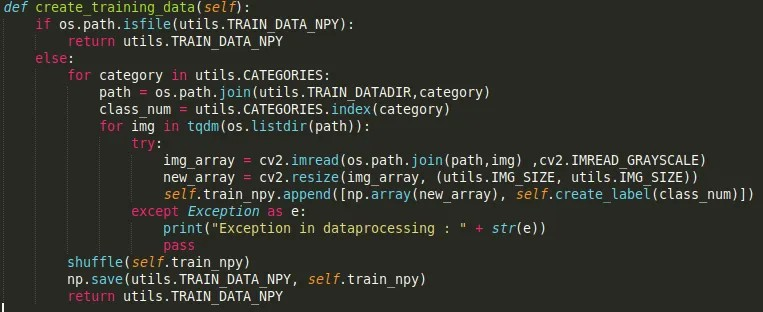 def create_training_data(self):
    if os.path.isfile(utils.TRAIN_DATA_NPY):
        return utils.TRAIN_DATA_NPY
    else:
        for category in utils.CATEGORIES:
            path = os.path.join(utils.TRAIN_DATADIR,category)
            class_num = utils.CATEGORIES.index(category)
            for img in tqdm(os.listdir(path)):
                try:
                    img_array = cv2.imread(os.path.join(path,img) ,cv2.IMREAD_GRAYSCALE)
                    new_array = cv2.resize(img_array, (utils.IMG_SIZE, utils.IMG_SIZE))
                    self.train_npy.append([np.array(new_array), self.create_label(class_num)])
                except Exception as e:
                    print("Exception in dataprocessing : " + str(e))
                    pass
        shuffle(self.train_npy)
        np.save(utils.TRAIN_DATA_NPY, self.train_npy)
        return utils.TRAIN_DATA_NPY